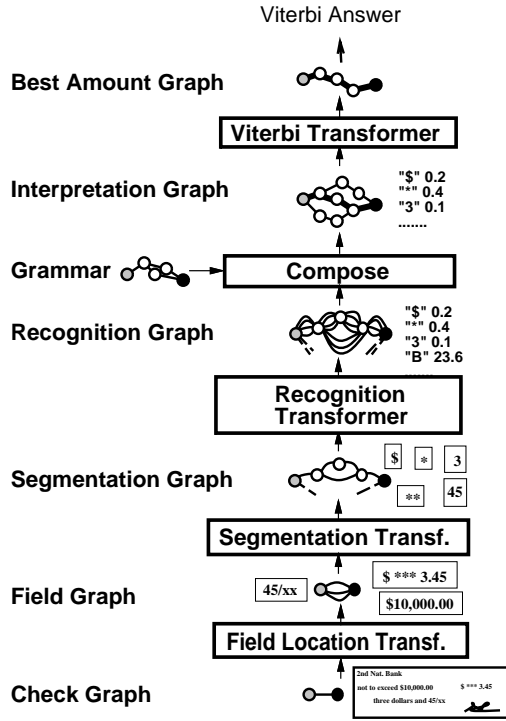 Viterbi Answer
Best Amount Graph
Viterbi Transformer
Interpretation Graph
"$" 0.2
"*" 0.4
"3" 0.1
.......
Grammar
Compose
Recognition Graph
"$" 0.2
"*" 0.4
"3" 0.1
"B" 23.6
.......
Recognition
Transformer
Segmentation Graph
$ * 3
** 45
Segmentation Transf.
Field Graph
45/xx
$ *** 3.45
$10,000.00
Field Location Transf.
Check Graph
2nd Nat. Bank
not to exceed $10,000.00 $ *** 3.45
three dollars and 45/xx